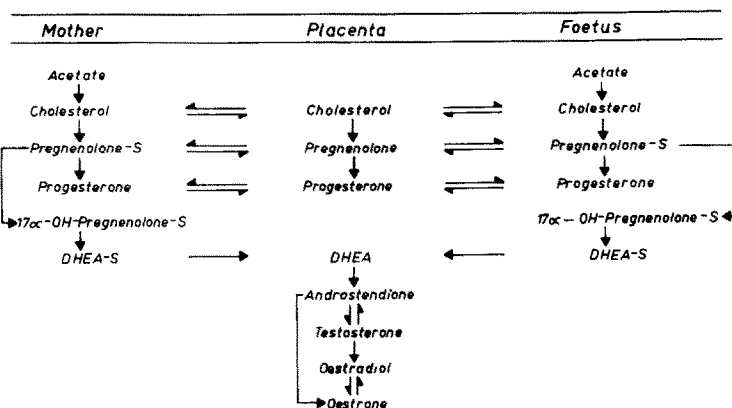 Mother Placenta Foetus
Acetate Acetate
Cholesterol Cholesterol Cholesterol
Pregnenolone-S Pregnenolone Pregnenolone-S
Progesterone Progesterone Progesterone
17α-OH-Pregnenolone-S 17α-OH-Pregnenolone-S
DHEA-S DHEA DHEA-S
Androstendione
Testosterone
Oestradiol
Oestrone